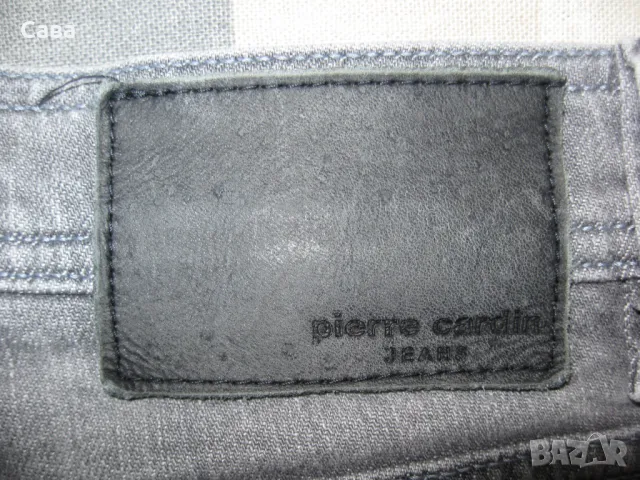 Сава
pierre cardin
JEANS
BAZAR